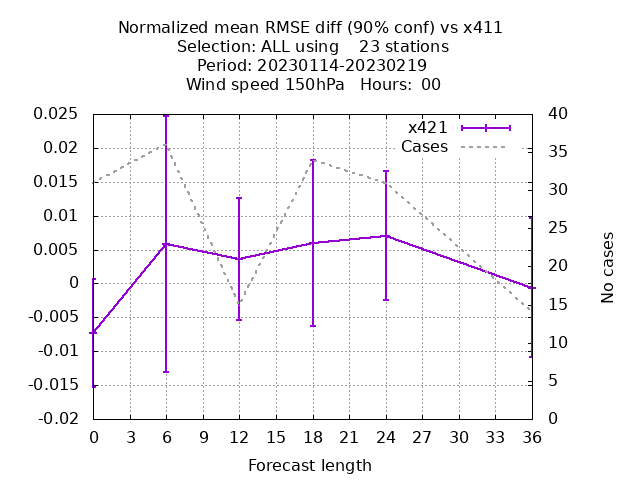 Normalized mean RMSE diff (90% conf) vs x411
Selection: ALL using    23 stations
Period: 20230114-20230219
Wind speed 150hPa   Hours:  00
x421
Cases
0.025
0.02
0.015
0.01
0.005
0
-0.005
-0.01
-0.015
-0.02
40
35
30
25
20
15
10
5
0
No cases
0 3 6 9 12 15 18 21 24 27 30 33 36
Forecast length